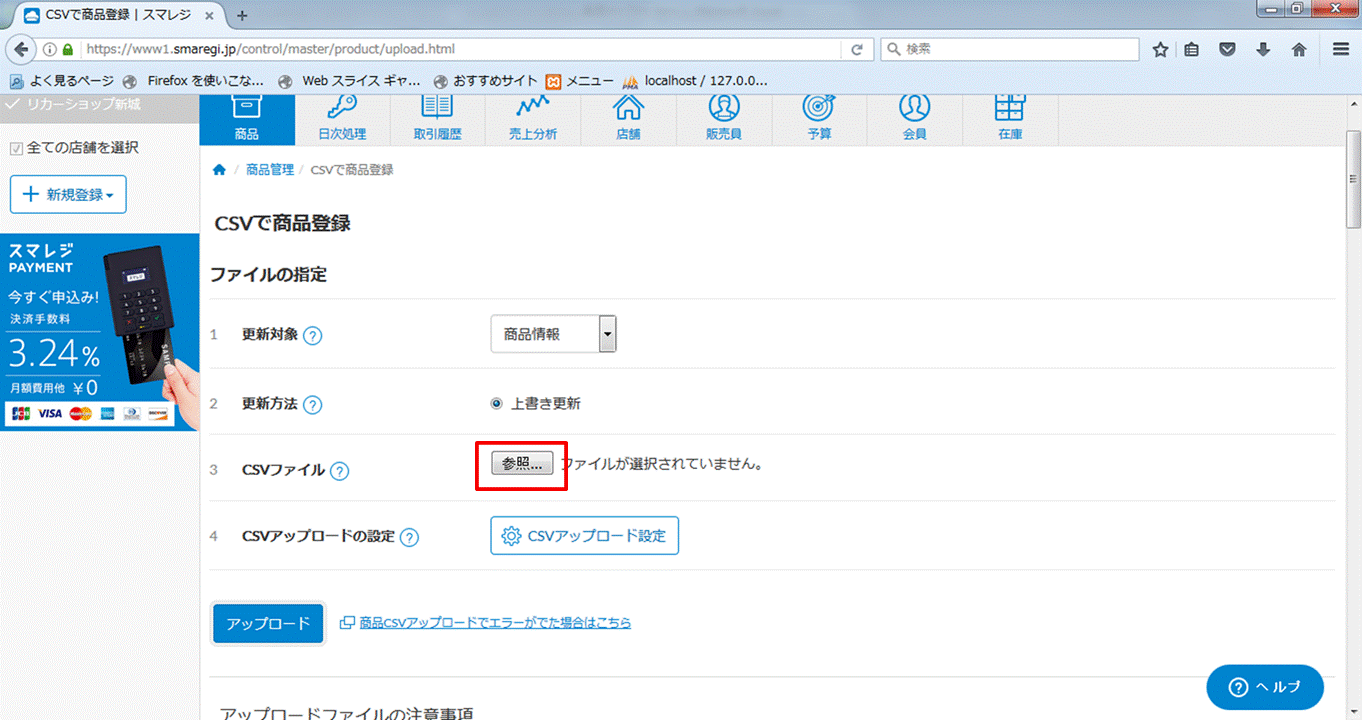 CSVで商品登録 | スマレジ
https://www1.smaregi.jp/control/master/product/upload.html
検索
よく見るページ Firefox を使いこな... Web スライス ギャ... おすすめサイト メニュー localhost / 127.0.0...
リカーショップ新城
商品 日次処理 取引履歴 売上分析 店舗 販売員 予算 会員 在庫
全ての店舗を選択
新規登録
スマレジ
PAYMENT
今すぐ申込み!
決済手数料
3.24%
月額費用他 ¥0
JCB VISA MasterCard
商品管理 / CSVで商品登録
CSVで商品登録
ファイルの指定
1 更新対象 ? 商品情報
2 更新方法 ? 上書き更新
3 CSVファイル ? 参照... ファイルが選択されていません。
4 CSVアップロードの設定 ? CSVアップロード設定
アップロード 商品CSVアップロードでエラーがでた場合はこちら
? ヘルプ
アップロードファイルの注意事項